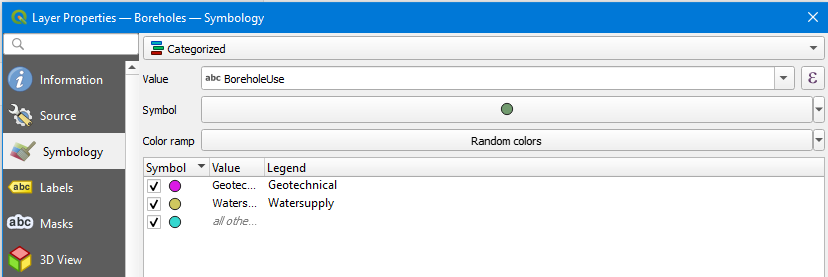 Layer Properties — Boreholes — Symbology
Categorized
Information
Value abc BoreholeUse ε
Source
Symbol
Symbology
Color ramp Random colors
Symbol Value Legend
Labels
Geotec... Geotechnical
Waters... Watersupply
abc Masks
all othe...
3D View